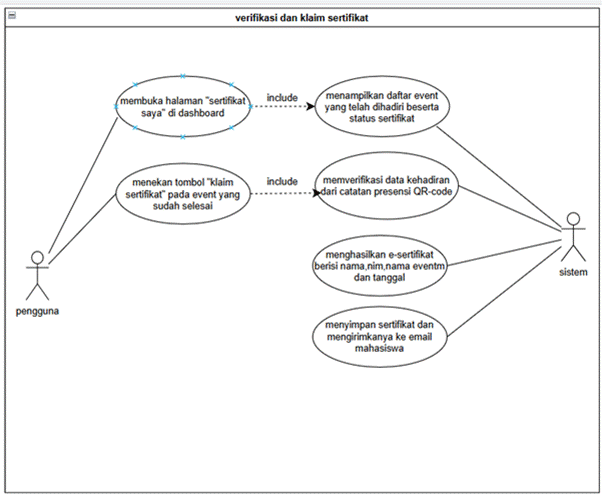 verifikasi dan klaim sertifikat
membuka halaman "sertifikat
saya" di dashboard
include
menampilkan daftar event
yang telah dihadiri beserta
status sertifikat
menekan tombol "klaim
sertifikat" pada event yang
sudah selesai
include
memverifikasi data kehadiran
dari catatan presensi QR-code
menghasilkan e-sertifikat
berisi nama,nim,nama eventm
dan tanggal
menyimpan sertifikat dan
mengirimkanya ke email
mahasiswa
pengguna
sistem